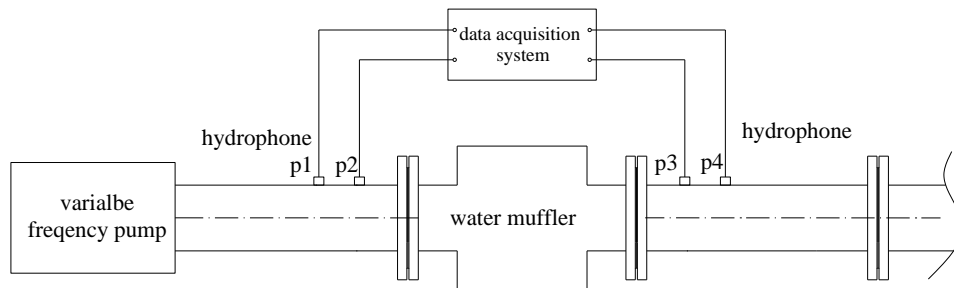 data acquisition
system
hydrophone
hydrophone
p1
p2
p3
p4
varialbe
freqency pump
water muffler